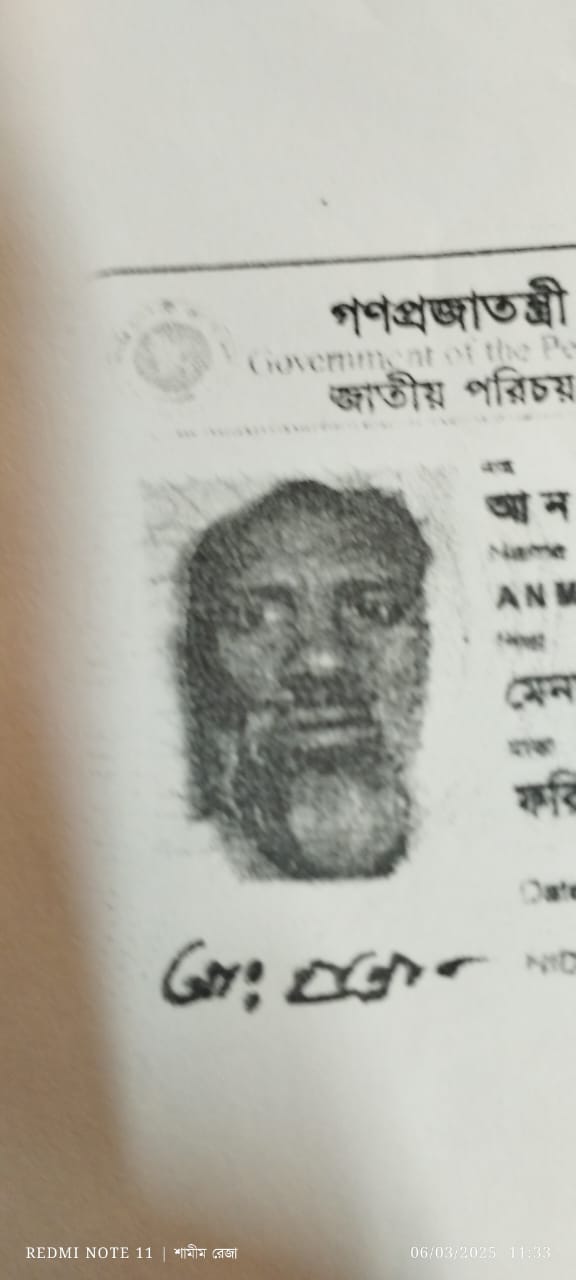 গণপ্রজাতন্ত্রী
Government of the Pe
জাতীয় পরিচয়
আ ন
Name
ANM
পিতা
মেন
মাতা
ফরি
Date
NID
REDMI NOTE 11 | শামীম রেজা
06/03/2025 11:33